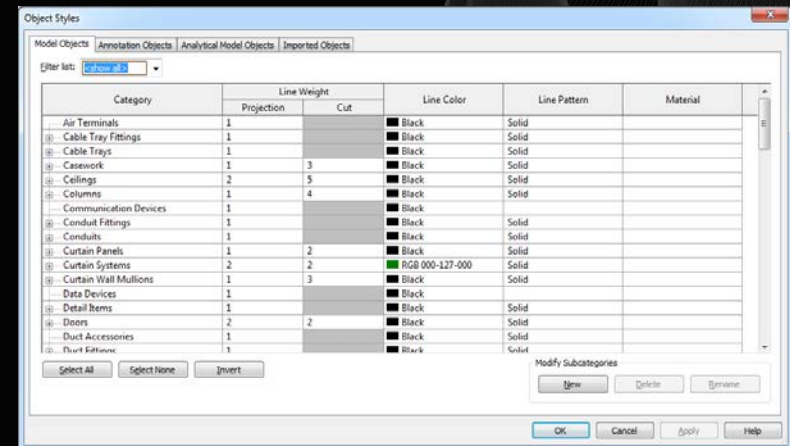 Object Styles
Model Objects Annotation Objects Analytical Model Objects Imported Objects
Filter list: <show all>
Category Line Weight Line Color Line Pattern Material
Projection Cut
Air Terminals 1 Black Solid
Cable Tray Fittings 1 Black Solid
Cable Trays 1 Black Solid
Casework 1 3 Black Solid
Ceilings 2 5 Black Solid
Columns 1 4 Black Solid
Communication Devices 1 Black
Conduit Fittings 1 Black Solid
Conduits 1 Black Solid
Curtain Panels 1 2 Black Solid
Curtain Systems 2 2 RGB 000-127-000 Solid
Curtain Wall Mullions 1 3 Black Solid
Data Devices 1 Black
Detail Items 1 Black Solid
Doors 2 2 Black Solid
Duct Accessories 1 Black Solid
Duct Fittings 1 Black Solid
Select All Select None Invert
Modify Subcategories
New Delete Rename
OK Cancel Apply Help